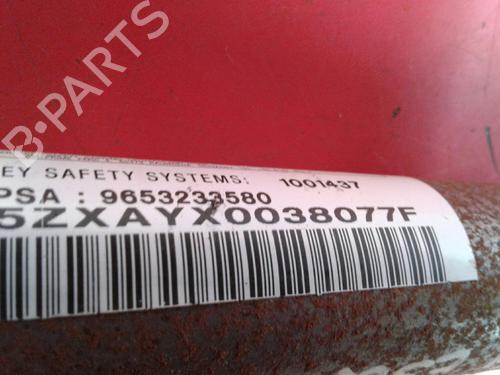 B-PARTS
EY SAFETY SYSTEMS: 1001437
PSA : 9653233580
5ZXAYX0038077F